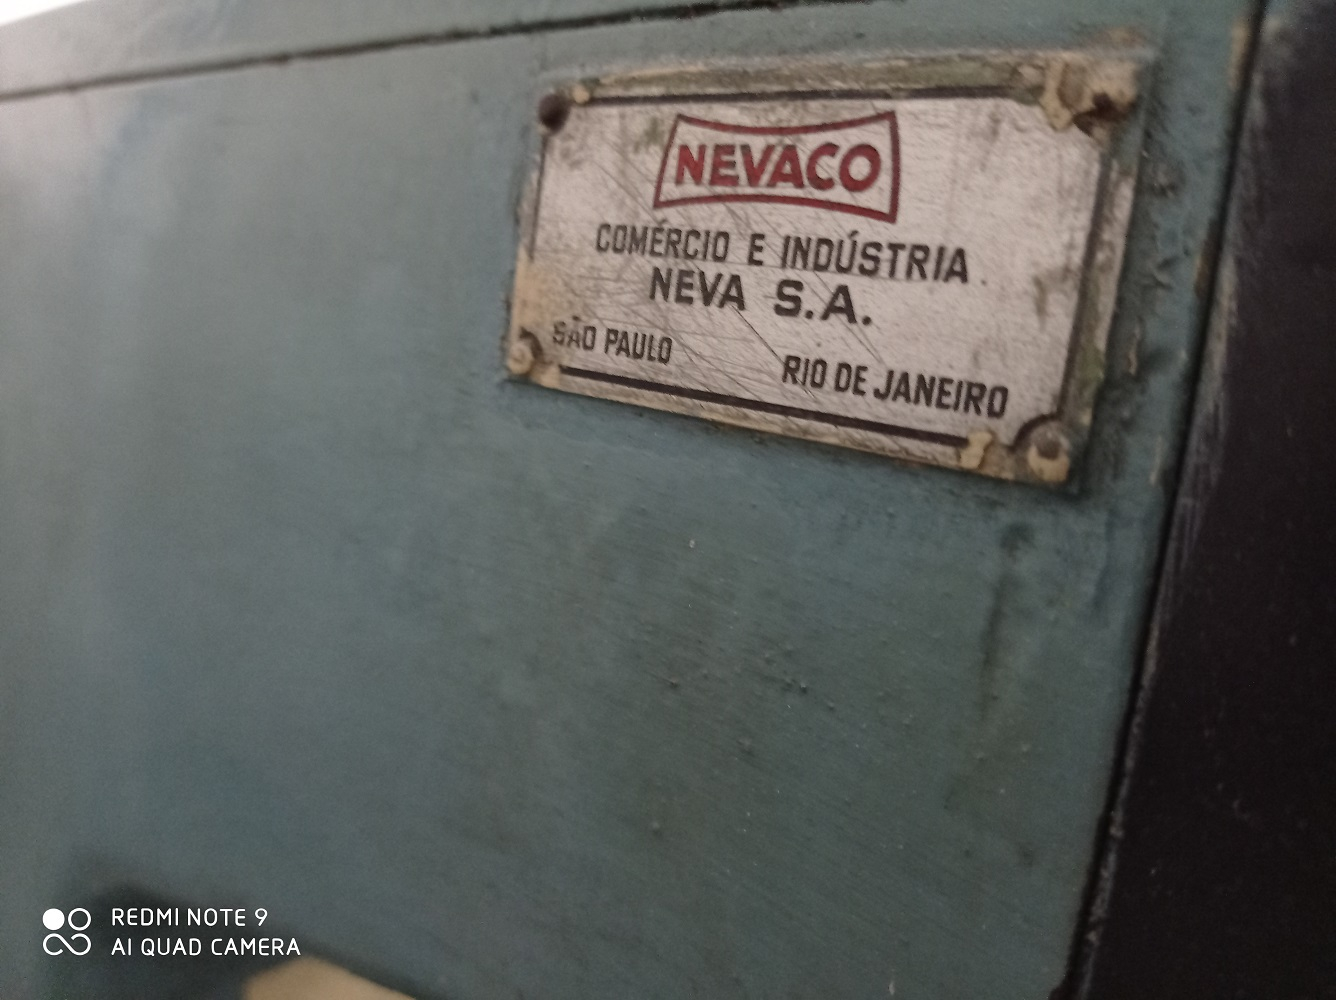 NEVACO
COMÉRCIO E INDÚSTRIA
NEVA S.A.
SÃO PAULO RIO DE JANEIRO
REDMI NOTE 9
AI QUAD CAMERA